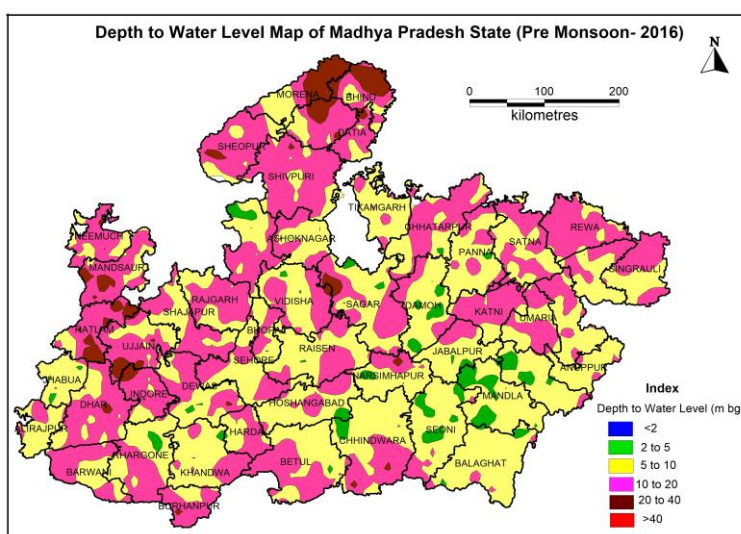 Depth to Water Level Map of Madhya Pradesh State (Pre Monsoon- 2016)
N
0 100 200
kilometres
MORENA
BHIND
DATIA
SHEOPUR
SHIVPURI
TIKAMGARH
CHHATARPUR
REWA
NEEMUCH
ASHOKNAGAR
PANNA
SATNA
SINGRAULI
MANDSAUR
RAJGARH
VIDISHA
SAGAR
DAMOH
KATNI
UMARIA
SHAJAPUR
RATLAM
UJJAIN
BHOPAL
RAISEN
JABALPUR
ANUPPUR
SEHORE
NARSIMHAPUR
JHABUA
DEWAS
INDORE
DHAR
HOSHANGABAD
MANDLA
ALIRAJPUR
HARDA
CHHINDWARA
SEONI
KHARGONE
KHANDWA
BETUL
BALAGHAT
BARWANI
BURHANPUR
Index
Depth to Water Level (m bg
<2
2 to 5
5 to 10
10 to 20
20 to 40
>40